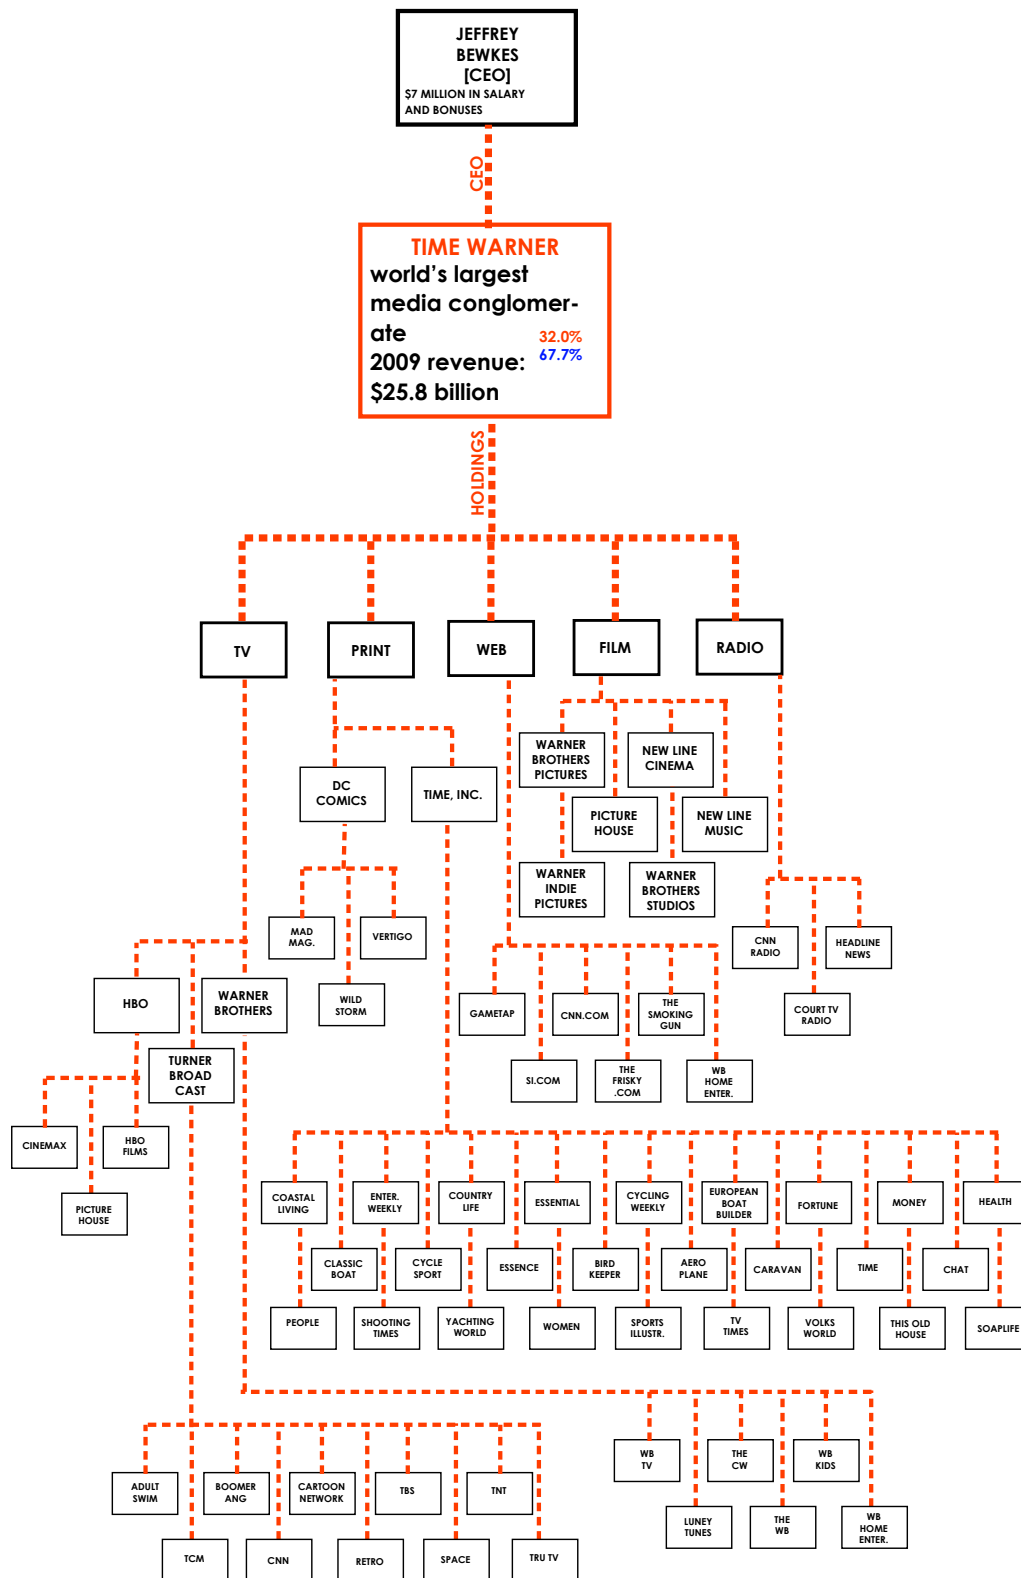 JEFFREY
BEWKES
[CEO]
$7 MILLION IN SALARY
AND BONUSES
CEO
TIME WARNER
world's largest
media conglomer-
ate
32.0%
67.7%
2009 revenue:
$25.8 billion
HOLDINGS
TV
PRINT
WEB
FILM
RADIO
WARNER
BROTHERS
PICTURES
NEW LINE
CINEMA
DC
COMICS
TIME, INC.
PICTURE
HOUSE
NEW LINE
MUSIC
WARNER
INDIE
PICTURES
WARNER
BROTHERS
STUDIOS
MAD
MAG.
VERTIGO
CNN
RADIO
HEADLINE
NEWS
HBO
WARNER
BROTHERS
WILD
STORM
GAMETAP
CNN.COM
THE
SMOKING
GUN
COURT TV
RADIO
TURNER
BROAD
CAST
SI.COM
THE
FRISKY
.COM
WB
HOME
ENTER.
CINEMAX
HBO
FILMS
PICTURE
HOUSE
COASTAL
LIVING
ENTER.
WEEKLY
COUNTRY
LIFE
ESSENTIAL
CYCLING
WEEKLY
EUROPEAN
BOAT
BUILDER
FORTUNE
MONEY
HEALTH
CLASSIC
BOAT
CYCLE
SPORT
ESSENCE
BIRD
KEEPER
AERO
PLANE
CARAVAN
TIME
CHAT
PEOPLE
SHOOTING
TIMES
YACHTING
WORLD
WOMEN
SPORTS
ILLUSTR.
TV
TIMES
VOLKS
WORLD
THIS OLD
HOUSE
SOAPLIFE
WB
TV
THE
CW
WB
KIDS
ADULT
SWIM
BOOMER
ANG
CARTOON
NETWORK
TBS
TNT
LUNEY
TUNES
THE
WB
WB
HOME
ENTER.
TCM
CNN
RETRO
SPACE
TRU TV